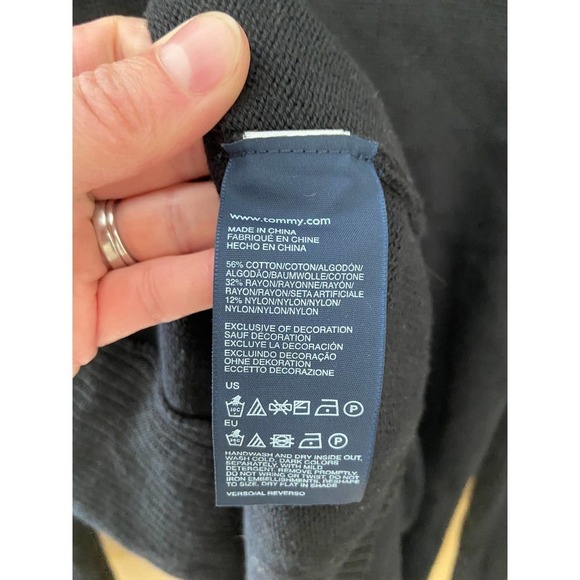 www.tommy.com
MADE IN CHINA
FABRIQUÉ EN CHINE
HECHO EN CHINA
56% COTTON/COTON/ALGODÓN/
ALGODÃO/BAUMWOLLE/COTONE
32% RAYON/RAYONNE/RAYÓN/
RAYON/RAYON/SETA ARTIFICIALE
12% NYLON/NYLON/NYLON/
NYLON/NYLON/NYLON
EXCLUSIVE OF DECORATION
SAUF DÉCORATION
EXCLUYE LA DECORACIÓN
EXCLUINDO DECORAÇÃO
OHNE DEKORATION
ECCETTO DECORAZIONE
US
P
EU
P
HANDWASH AND DRY INSIDE OUT,
WASH COLD, DARK COLORS
SEPARATELY, WITH MILD
DETERGENT. REMOVE PROMPTLY.
DO NOT WRING OR TWIST. DO NOT
IRON EMBELLISHMENTS. RESHAPE
TO SIZE, DRY FLAT IN SHADE
VERSO/AL REVERSO